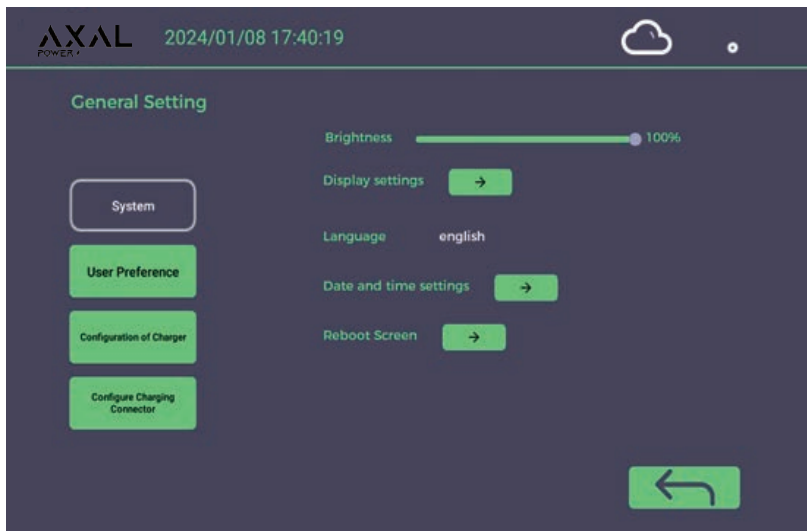 AXAL
POWER+
2024/01/08 17:40:19
General Setting
Brightness 100%
Display settings
System
Language english
User Preference
Date and time settings
Configuration of Charger
Reboot Screen
Configure Charging
Connector